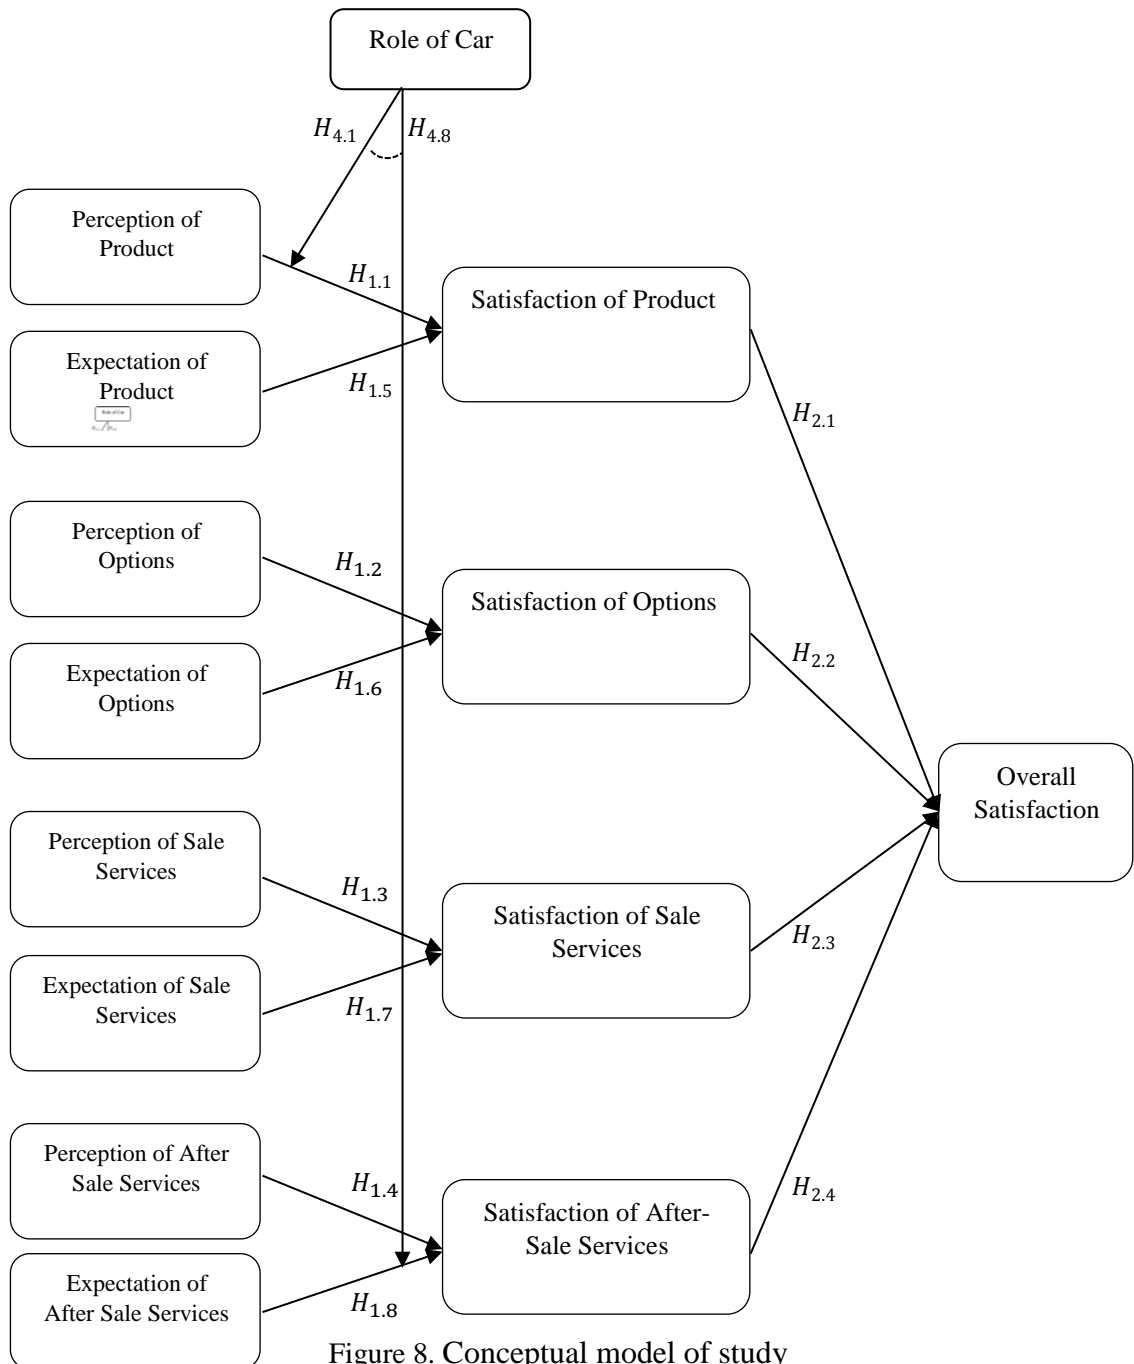 Role of Car
H4.1
H4.8
Perception of
Product
H1.1
Satisfaction of Product
Expectation of
Product
Role of Car
H1.5
H2.1
Perception of
Options
H1.2
Satisfaction of Options
Expectation of
Options
H1.6
H2.2
Overall
Satisfaction
Perception of Sale
Services
H1.3
Satisfaction of Sale
Services
Expectation of Sale
Services
H1.7
H2.3
Perception of After
Sale Services
H1.4
Satisfaction of After-
Sale Services
H2.4
Expectation of
After Sale Services
H1.8
Figure 8. Conceptual model of study